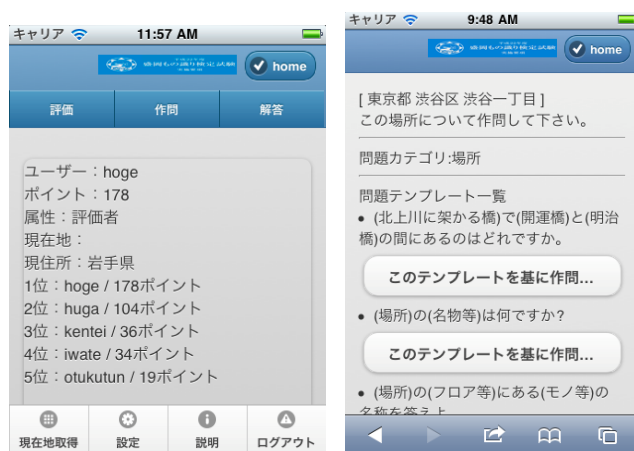 キャリア 11:57 AM
home
評価 作問 解答
ユーザー：hoge
ポイント：178
属性：評価者
現在地：
現住所：岩手県
1位：hoge / 178ポイント
2位：huga / 104ポイント
3位：kentei / 36ポイント
4位：iwate / 34ポイント
5位：otukutun / 19ポイント
現在地取得 設定 説明 ログアウト
キャリア 9:48 AM
home
[ 東京都 渋谷区 渋谷一丁目 ]
この場所について作問して下さい。
問題カテゴリ:場所
問題テンプレート一覧
• (北上川に架かる橋)で(開運橋)と(明治
橋)の間にあるのはどれですか。
このテンプレートを基に作問...
• (場所)の(名物等)は何ですか?
このテンプレートを基に作問...
• (場所)の(フロア等)にある(モノ等)の
名称を答えよ